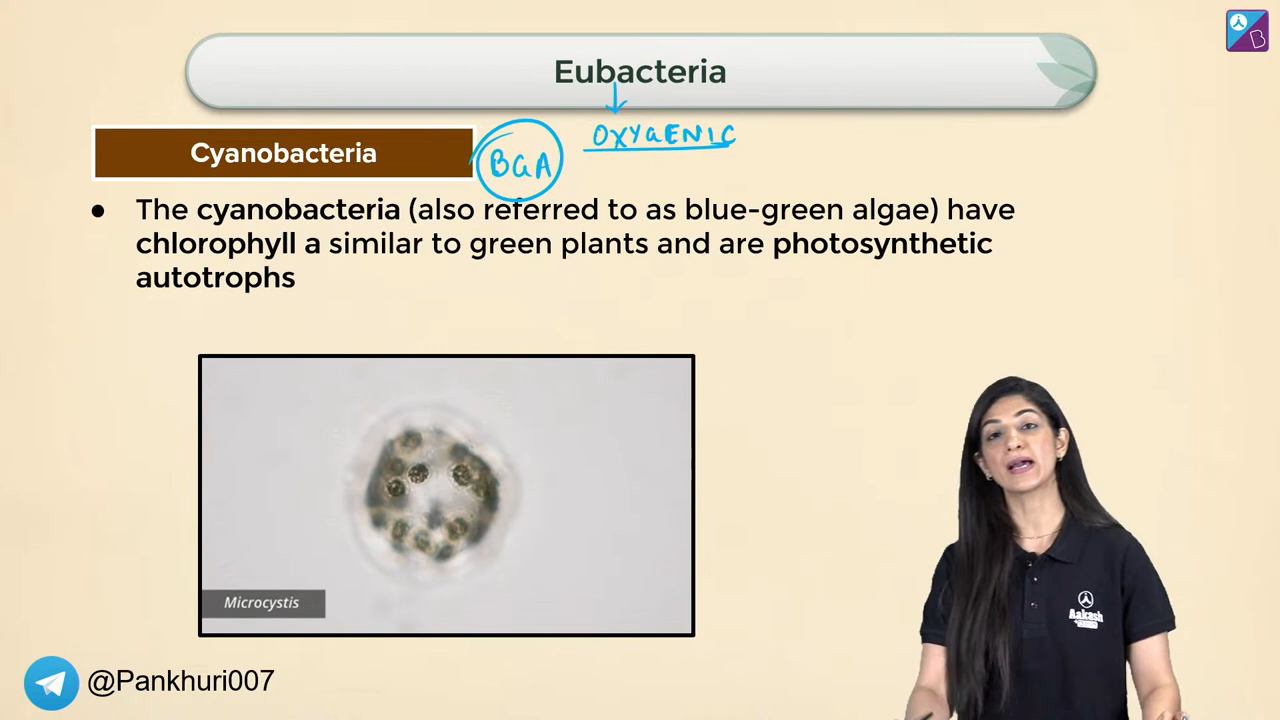 Eubacteria
OXYGENIC
Cyanobacteria
BGA
● The cyanobacteria (also referred to as blue-green algae) have
chlorophyll a similar to green plants and are photosynthetic
autotrophs
Microcystis
Aakash
@Pankhuri007
B